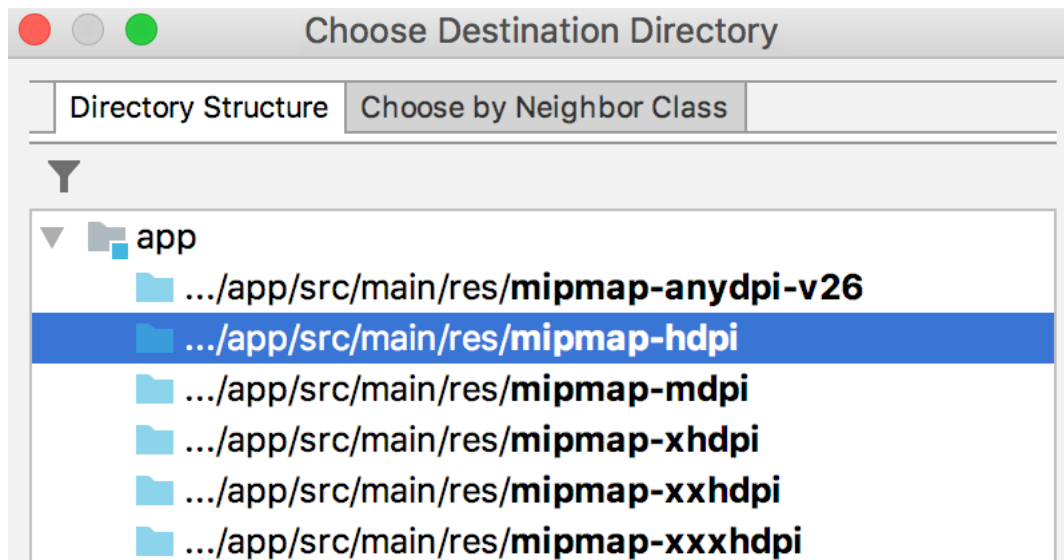 Choose Destination Directory
Directory Structure Choose by Neighbor Class
app
.../app/src/main/res/mipmap-anydpi-v26
.../app/src/main/res/mipmap-hdpi
.../app/src/main/res/mipmap-mdpi
.../app/src/main/res/mipmap-xhdpi
.../app/src/main/res/mipmap-xxhdpi
.../app/src/main/res/mipmap-xxxhdpi